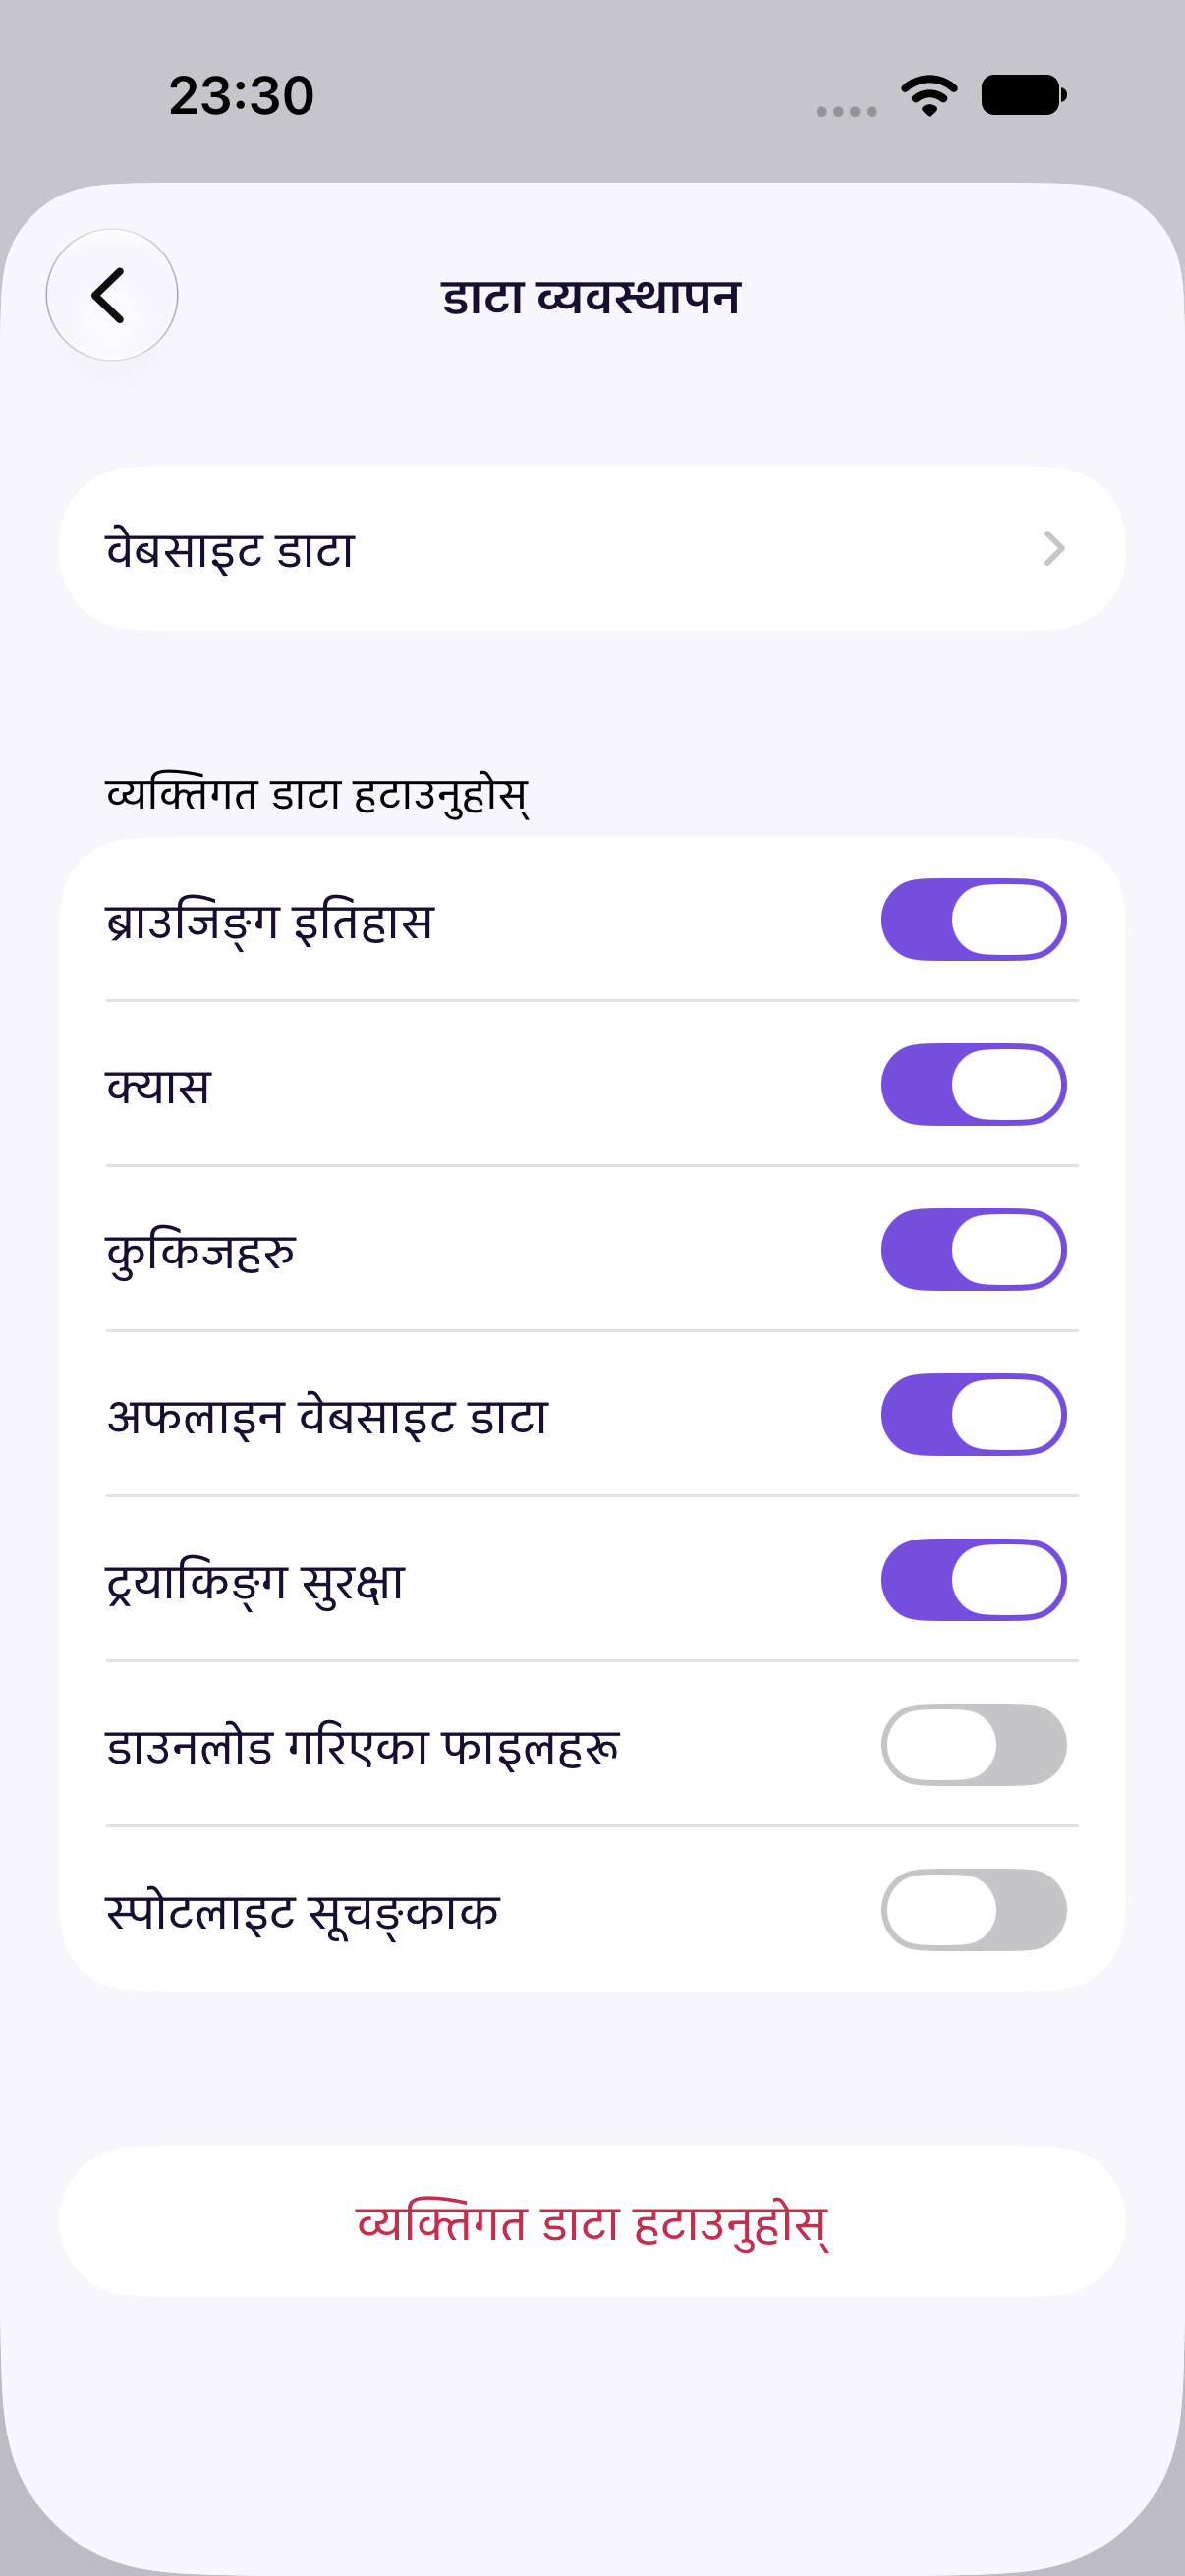 23:30
डाटा व्यवस्थापन
वेबसाइट डाटा
व्यक्तिगत डाटा हटाउनुहोस्
ब्राउजिङ्ग इतिहास
क्यास
कुकिजहरु
अफलाइन वेबसाइट डाटा
ट्रयाकिङ्ग सुरक्षा
डाउनलोड गरिएका फाइलहरू
स्पोटलाइट सूचङ्काक
व्यक्तिगत डाटा हटाउनुहोस्